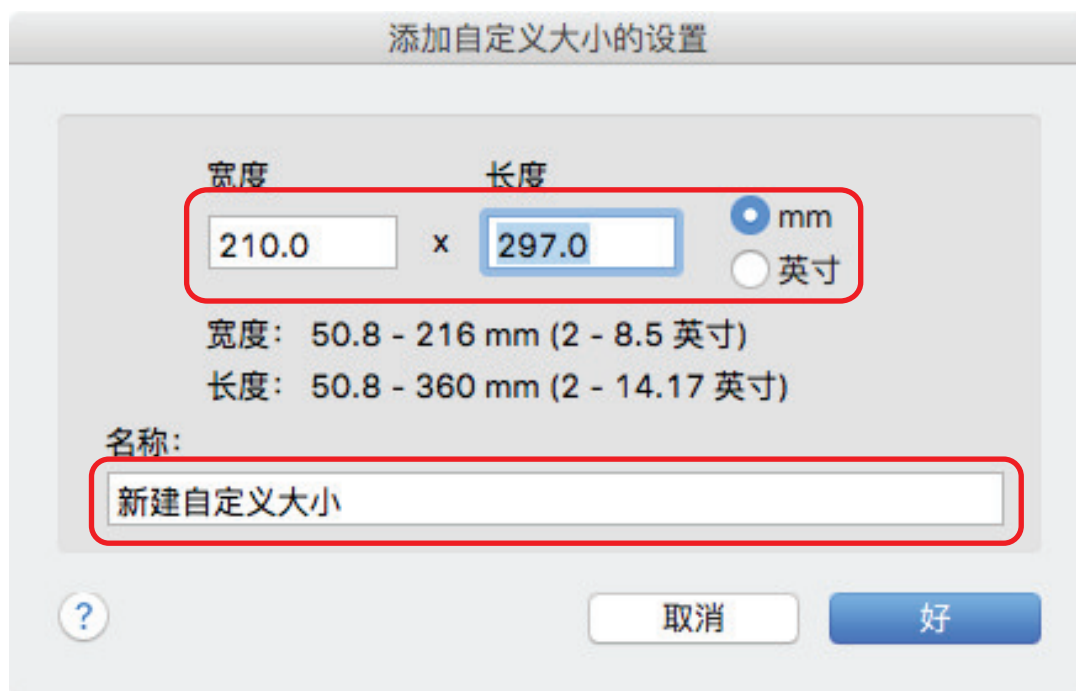 添加自定义大小的设置
宽度 长度
210.0 x 297.0 mm
英寸
宽度： 50.8 - 216 mm (2 - 8.5 英寸)
长度： 50.8 - 360 mm (2 - 14.17 英寸)
名称：
新建自定义大小
? 取消 好